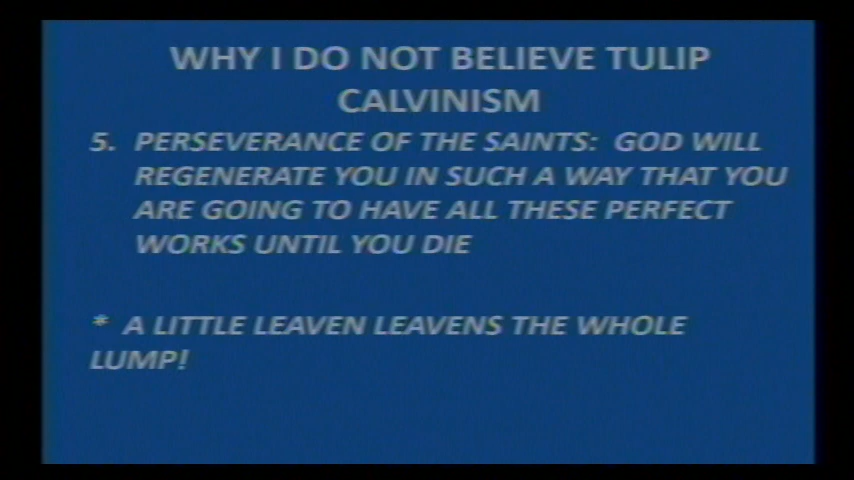 WHY I DO NOT BELIEVE TULIP
CALVINISM
5. PERSEVERANCE OF THE SAINTS: GOD WILL
REGENERATE YOU IN SUCH A WAY THAT YOU
ARE GOING TO HAVE ALL THESE PERFECT
WORKS UNTIL YOU DIE
* A LITTLE LEAVEN LEAVENS THE WHOLE
LUMP!